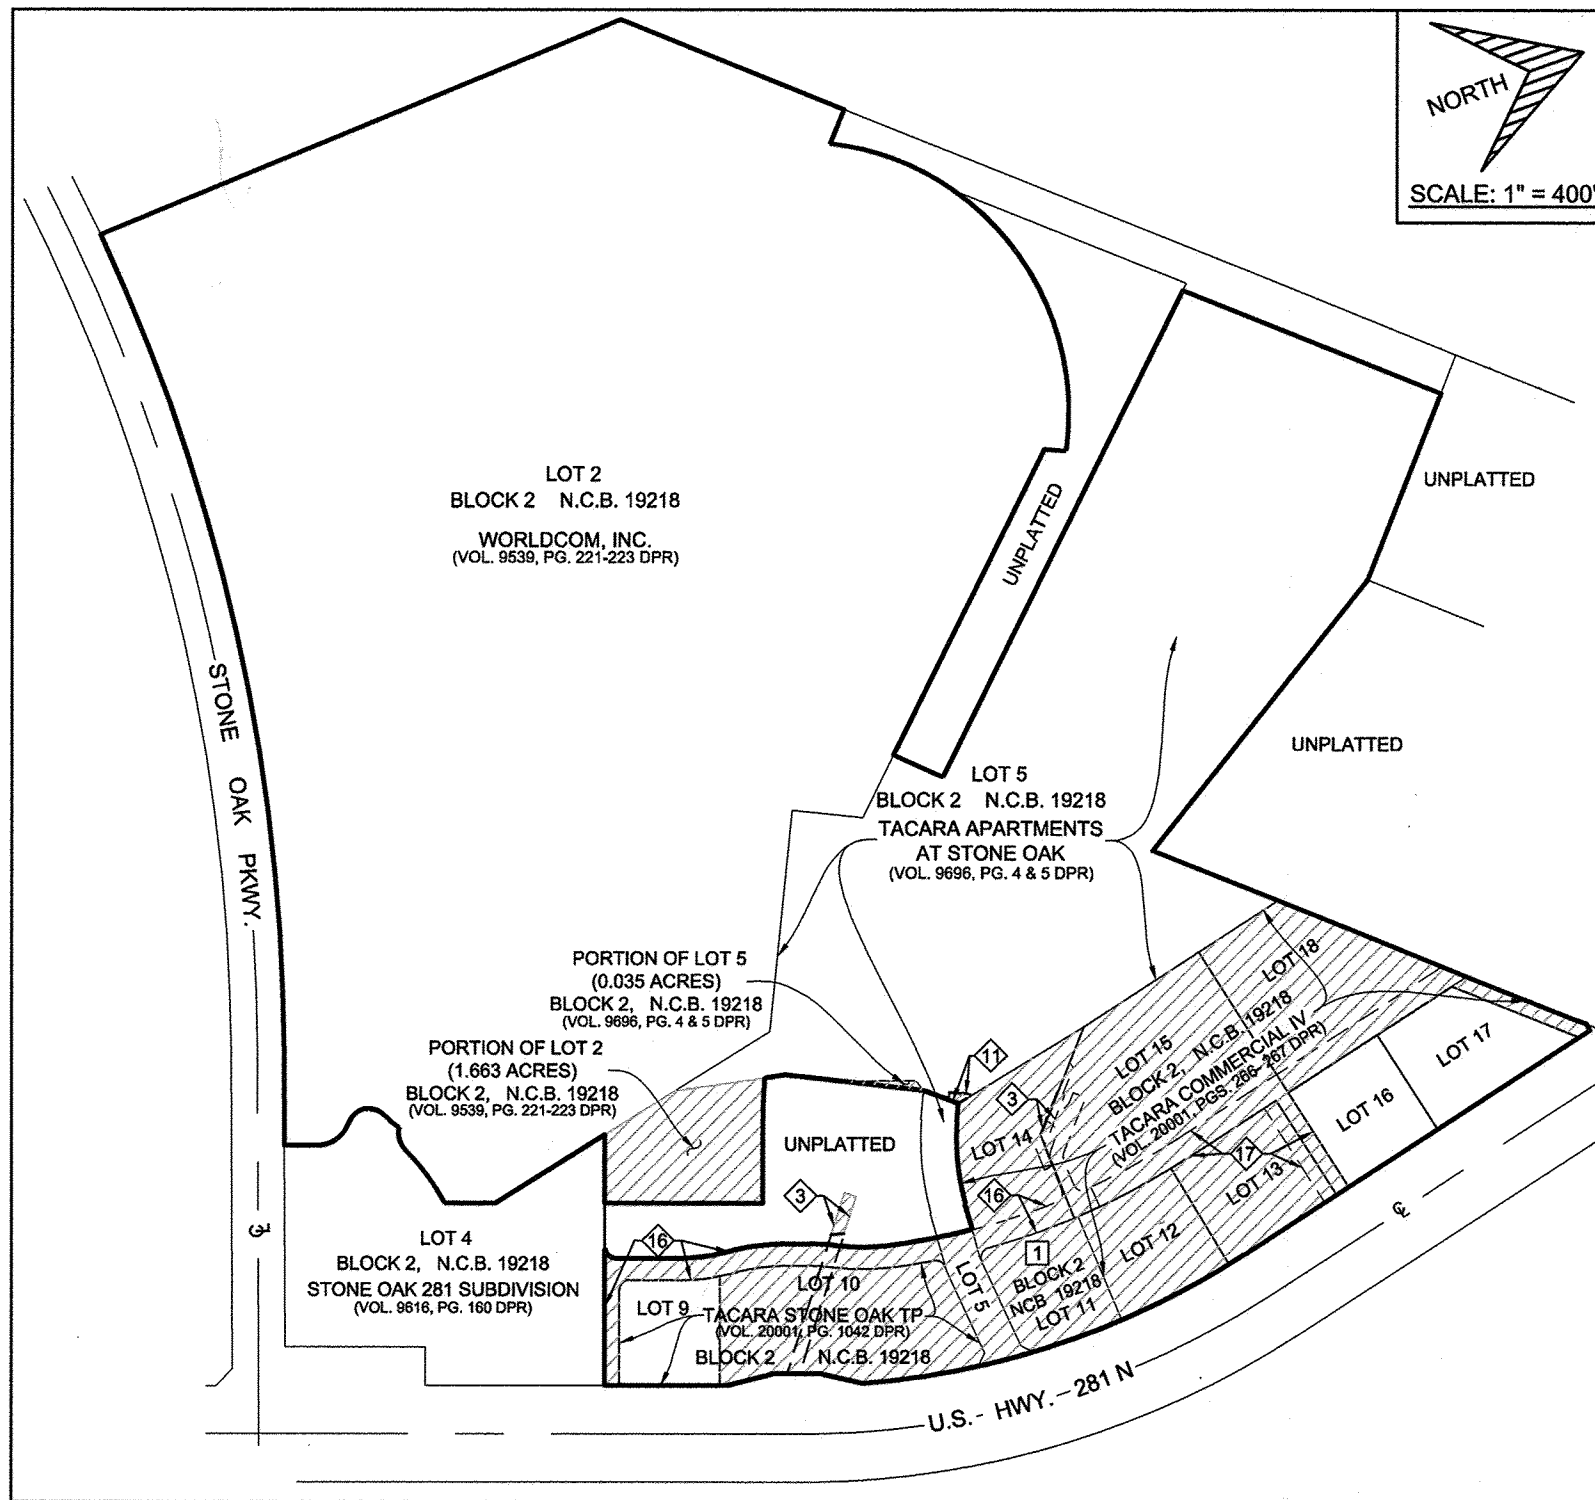 NORTH
SCALE: 1" = 400'
LOT 2
BLOCK 2 N.C.B. 19218
WORLDCOM, INC.
(VOL. 9539, PG. 221-223 DPR)
UNPLATTED
UNPLATTED
UNPLATTED
STONE OAK PKWY.
LOT 5
BLOCK 2 N.C.B. 19218
TACARA APARTMENTS
AT STONE OAK
(VOL. 9696, PG. 4 & 5 DPR)
PORTION OF LOT 5
(0.035 ACRES)
BLOCK 2, N.C.B. 19218
(VOL. 9696, PG. 4 & 5 DPR)
PORTION OF LOT 2
(1.663 ACRES)
BLOCK 2, N.C.B. 19218
(VOL. 9539, PG. 221-223 DPR)
UNPLATTED
11
3
LOT 14
LOT 15
BLOCK 2, N.C.B. 19218
TACARA COMMERCIAL IV
(VOL. 20001, PGS. 266-267 DPR)
LOT 18
LOT 17
LOT 16
17
LOT 13
LOT 12
16
1
BLOCK 2
NCB 19218
LOT 11
LOT 5
3
16
LOT 4
BLOCK 2, N.C.B. 19218
STONE OAK 281 SUBDIVISION
(VOL. 9616, PG. 160 DPR)
LOT 10
LOT 9
TACARA STONE OAK TP
(VOL. 20001, PG. 1042 DPR)
BLOCK 2 N.C.B. 19218
℄
℄
U.S. - HWY. - 281 N